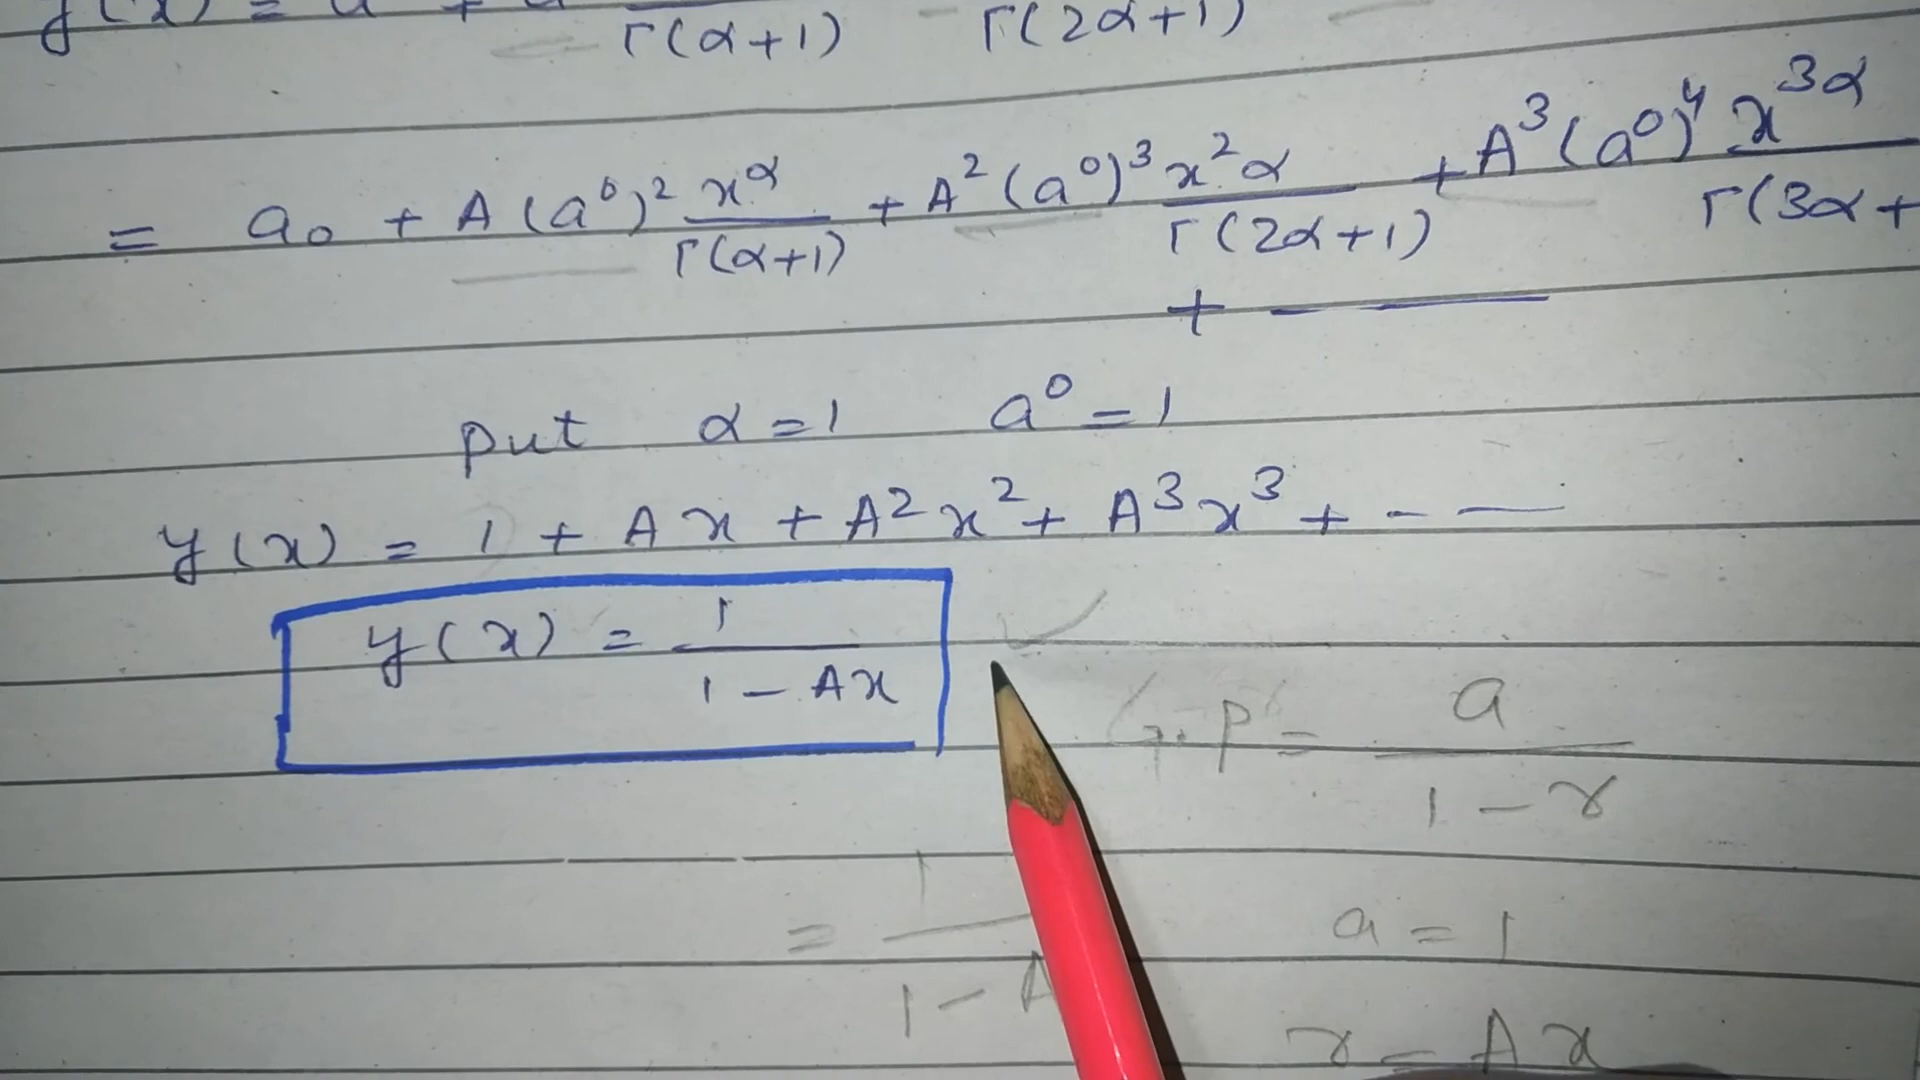 Γ(α+1) Γ(2α+1)
= a₀ + A(a⁰)² x^α/Γ(α+1) + A²(a⁰)³ x²α/Γ(2α+1) + A³(a⁰)⁴ x^3α/Γ(3α+
+ ———
put α=1 a⁰=1
y(x) = 1 + Ax + A²x² + A³x³ + - —
y(x) = 1/(1-Ax)
G.P = a/(1-r)
= 1/(1-A
a = 1
r = Ax